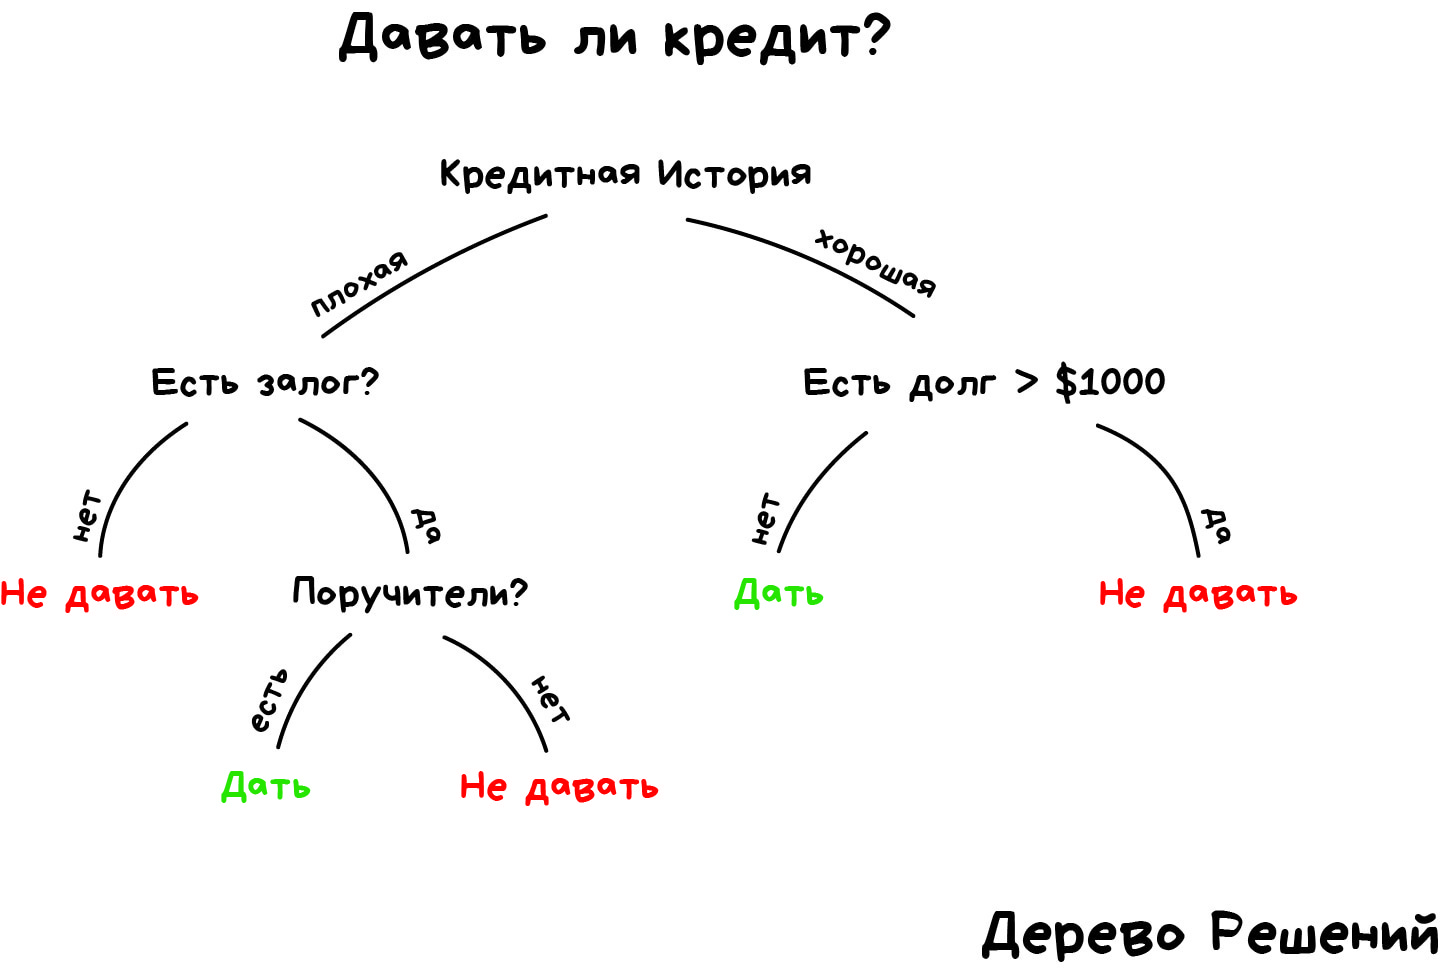 Давать ли кредит?
Кредитная История
плохая
хорошая
Есть залог?
Есть долг > $1000
нет
да
нет
да
Не давать
Поручители?
Дать
Не давать
есть
нет
Дать
Не давать
Дерево Решений